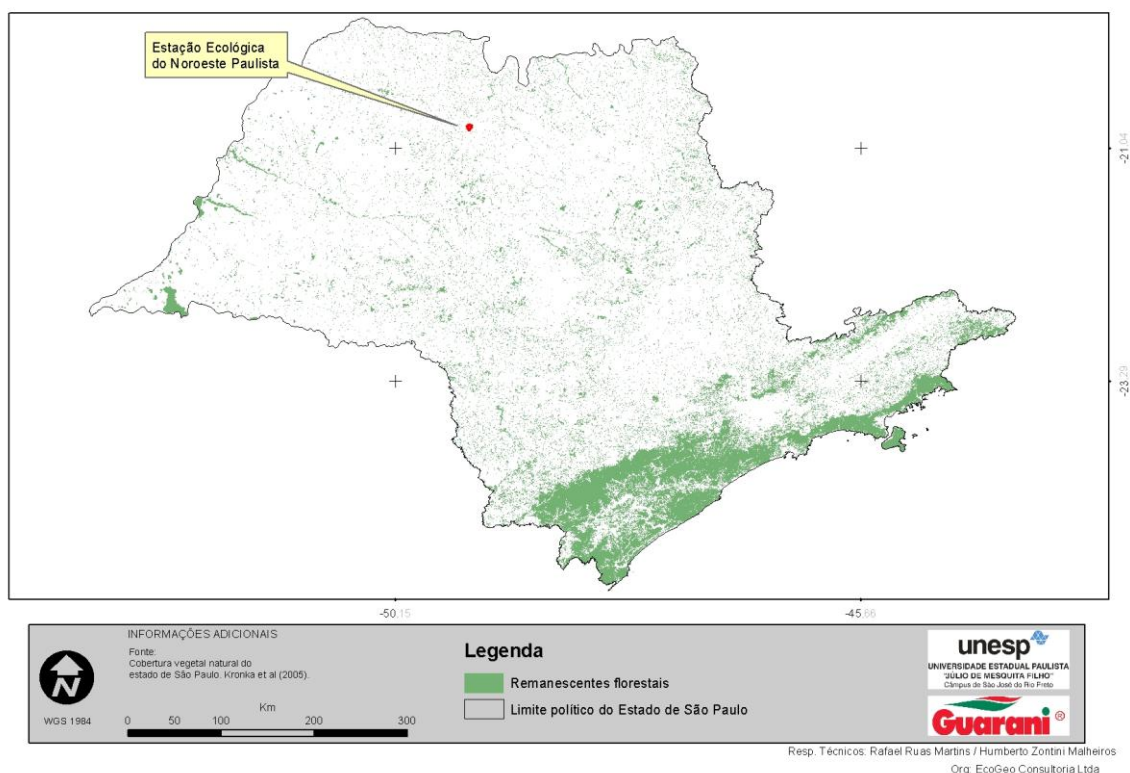 Estação Ecológica
do Noroeste Paulista
-21.04
-23.29
-50.15
-45.66
INFORMAÇÕES ADICIONAIS
Fonte:
Cobertura vegetal natural do
estado de São Paulo. Kronka et al (2005).
N
WGS 1984
Km
0 50 100 200 300
Legenda
Remanescentes florestais
Limite político do Estado de São Paulo
unesp
UNIVERSIDADE ESTADUAL PAULISTA
"JÚLIO DE MESQUITA FILHO"
Câmpus de São José do Rio Preto
Guarani ®
Resp. Técnicos: Rafael Ruas Martins / Humberto Zontini Malheiros
Org: EcoGeo Consultoria Ltda